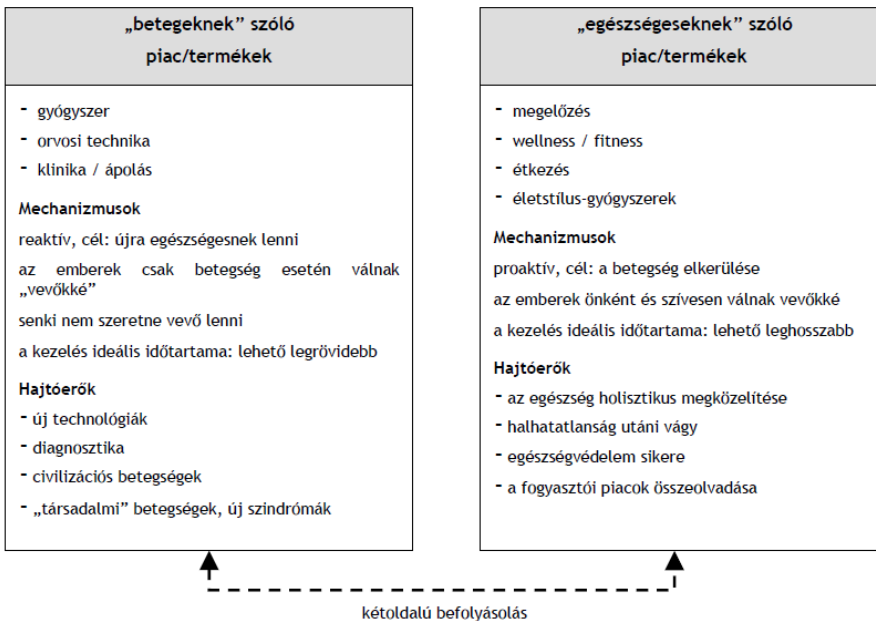 „betegeknek” szóló
piac/termékek
- gyógyszer
- orvosi technika
- klinika / ápolás
Mechanizmusok
reaktív, cél: újra egészségesnek lenni
az emberek csak betegség esetén válnak
„vevőkké”
senki nem szeretne vevő lenni
a kezelés ideális időtartama: lehető legrövidebb
Hajtóerők
- új technológiák
- diagnosztika
- civilizációs betegségek
- „társadalmi” betegségek, új szindrómák
„egészségeseknek” szóló
piac/termékek
- megelőzés
- wellness / fitness
- étkezés
- életstílus-gyógyszerek
Mechanizmusok
proaktív, cél: a betegség elkerülése
az emberek önként és szívesen válnak vevőkké
a kezelés ideális időtartama: lehető leghosszabb
Hajtóerők
- az egészség holisztikus megközelítése
- halhatatlanság utáni vágy
- egészségvédelem sikere
- a fogyasztói piacok összeolvadása
kétoldalú befolyásolás